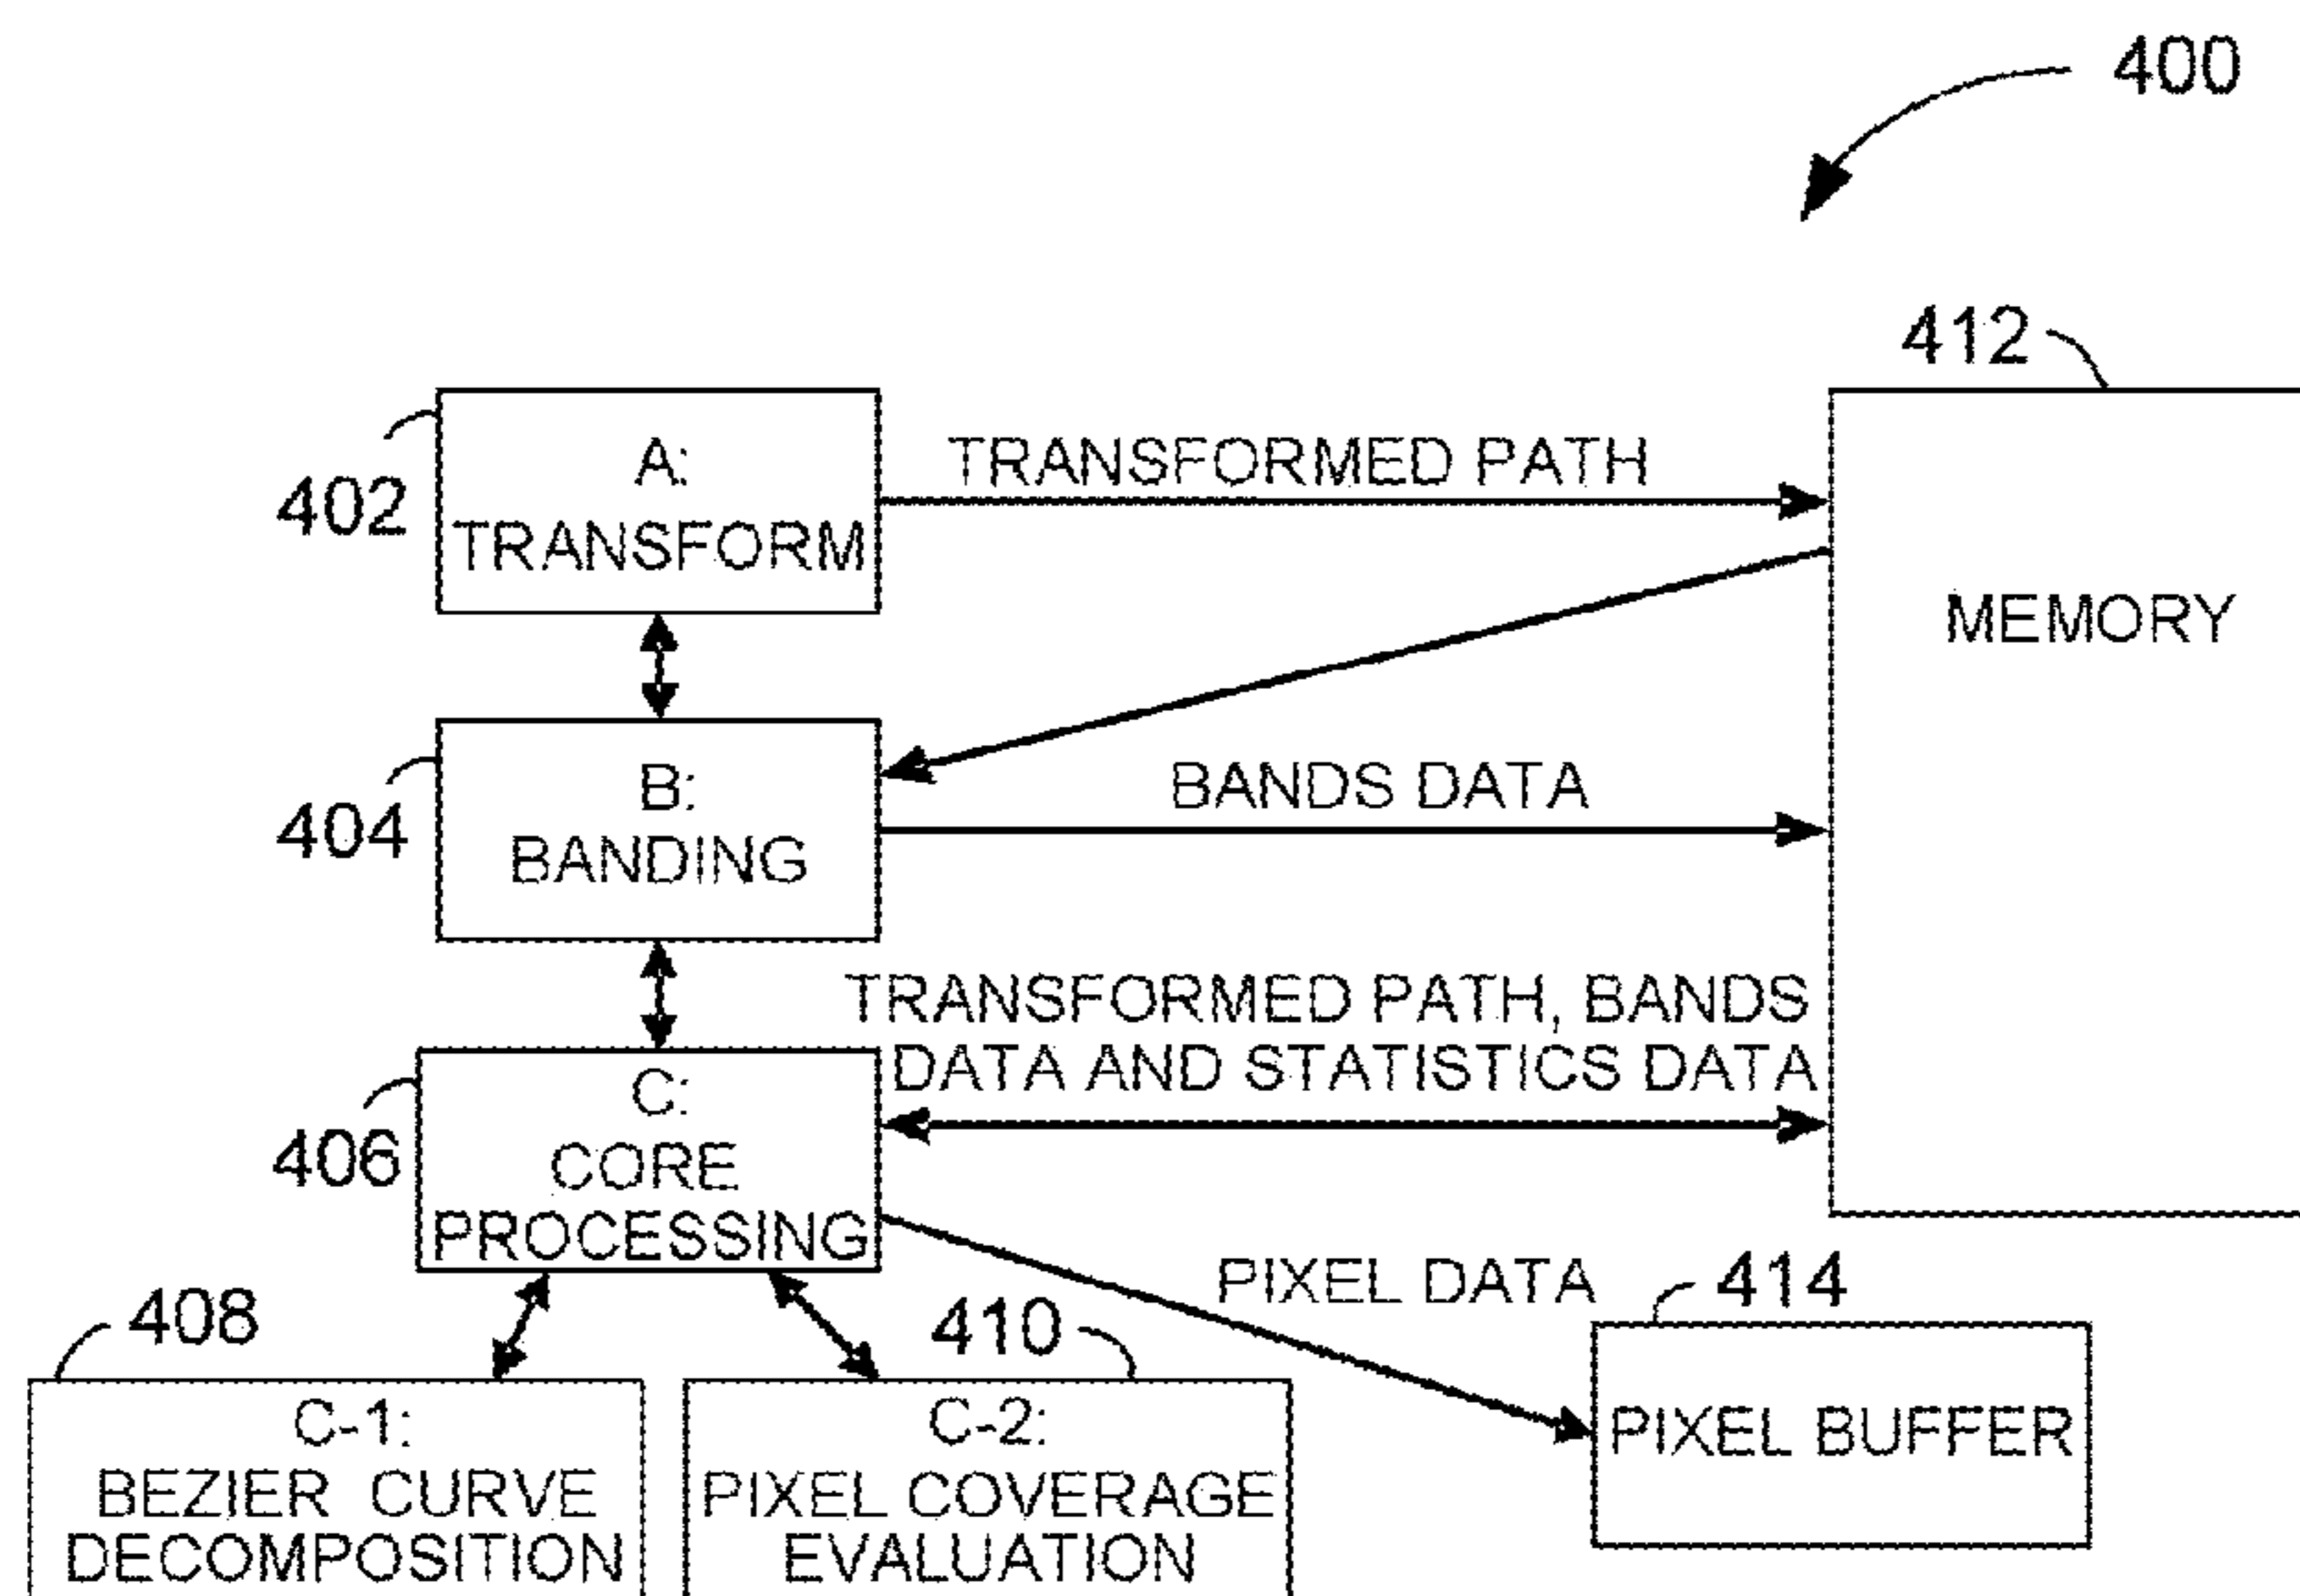 400
412
402
A:
TRANSFORM
TRANSFORMED PATH
MEMORY
404
B:
BANDING
BANDS DATA
406
C:
CORE
PROCESSING
TRANSFORMED PATH, BANDS
DATA AND STATISTICS DATA
PIXEL DATA
414
PIXEL BUFFER
408
C-1:
BEZIER CURVE
DECOMPOSITION
410
C-2:
PIXEL COVERAGE
EVALUATION